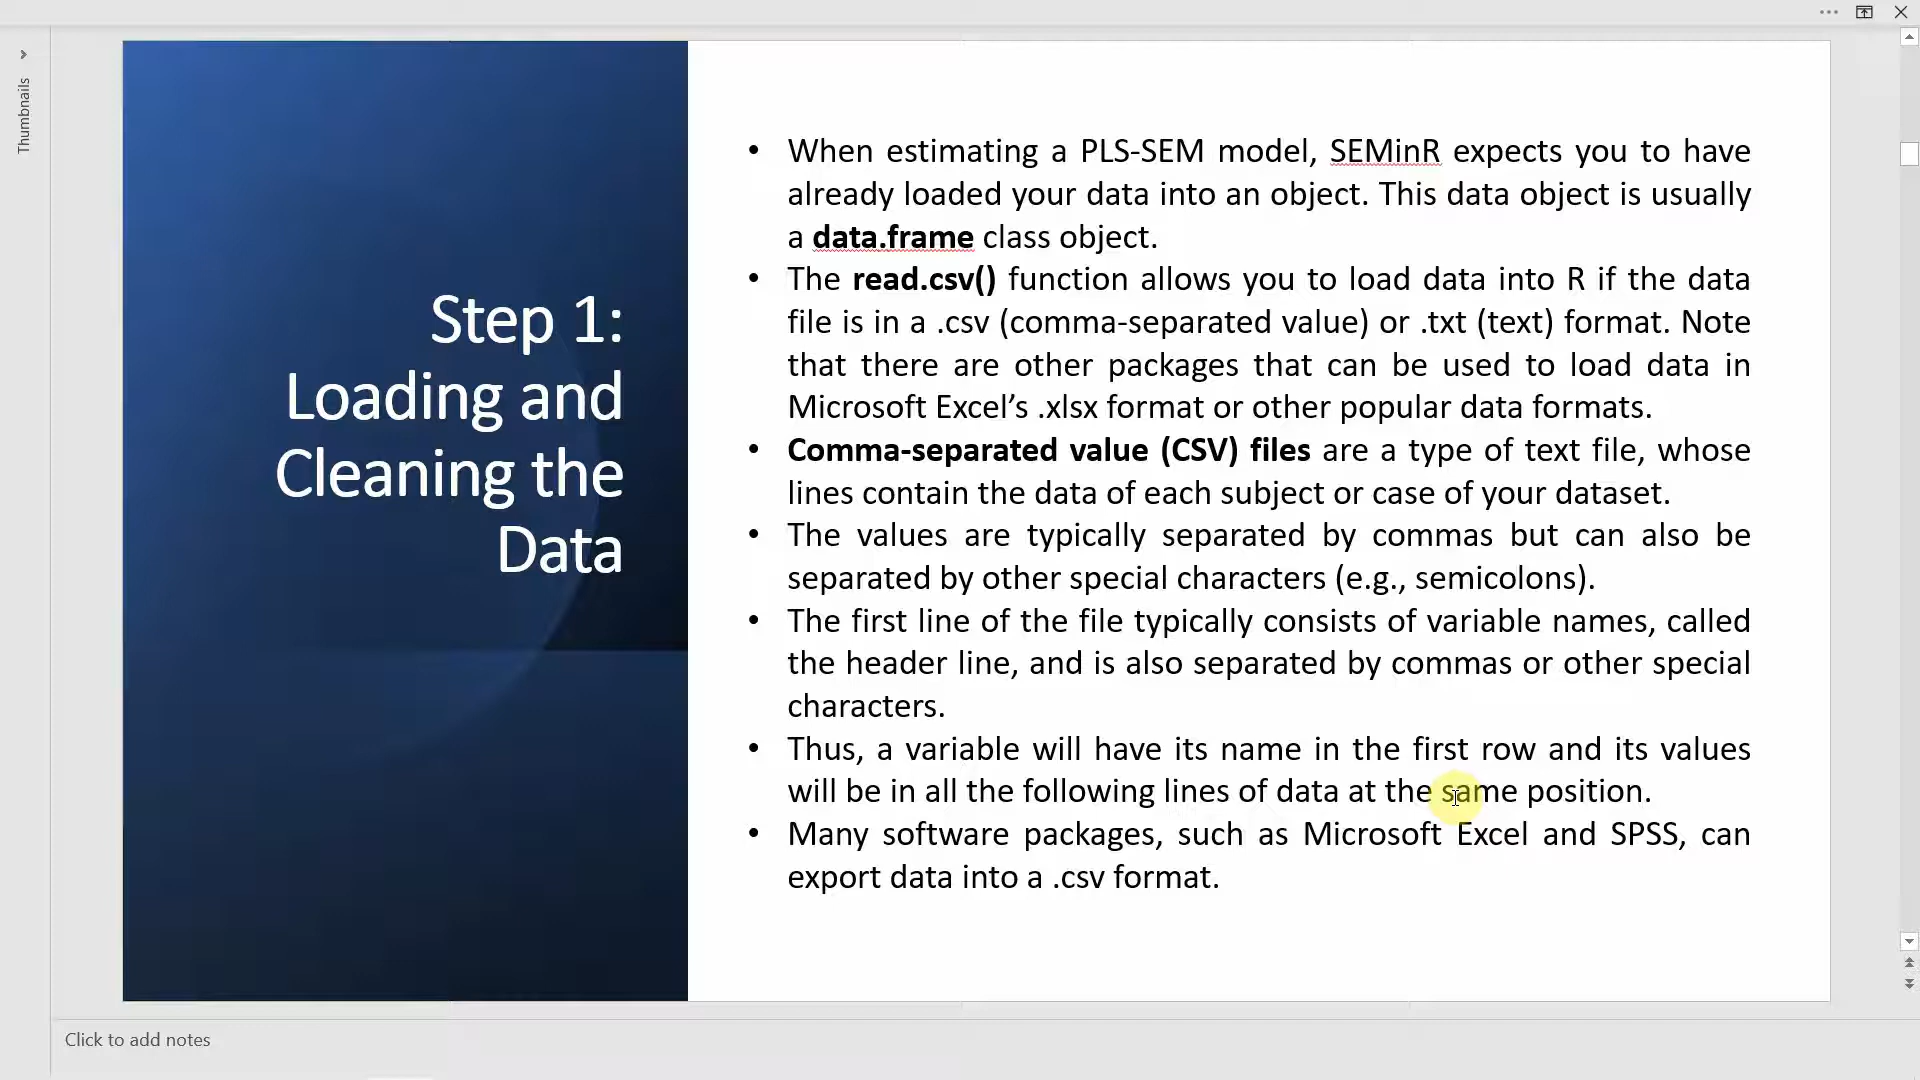 Thumbnails
Step 1:
Loading and
Cleaning the
Data
• When estimating a PLS-SEM model, SEMinR expects you to have
already loaded your data into an object. This data object is usually
a data.frame class object.
• The read.csv() function allows you to load data into R if the data
file is in a .csv (comma-separated value) or .txt (text) format. Note
that there are other packages that can be used to load data in
Microsoft Excel’s .xlsx format or other popular data formats.
• Comma-separated value (CSV) files are a type of text file, whose
lines contain the data of each subject or case of your dataset.
• The values are typically separated by commas but can also be
separated by other special characters (e.g., semicolons).
• The first line of the file typically consists of variable names, called
the header line, and is also separated by commas or other special
characters.
• Thus, a variable will have its name in the first row and its values
will be in all the following lines of data at the same position.
• Many software packages, such as Microsoft Excel and SPSS, can
export data into a .csv format.
Click to add notes